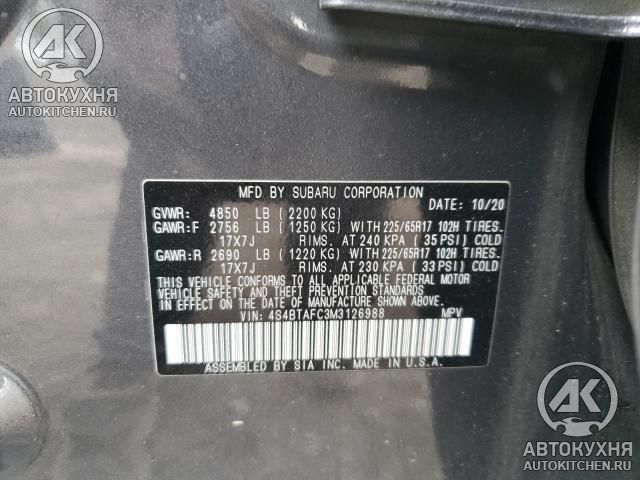 AK
АВТОКУХНЯ
AUTOKITCHEN.RU
MFD BY SUBARU CORPORATION
DATE: 10/20
GVWR: 4850 LB ( 2200 KG)
GAWR:F 2756 LB ( 1250 KG) WITH 225/65R17 102H TIRES.
17X7J RIMS. AT 240 KPA ( 35 PSI) COLD
GAWR:R 2690 LB ( 1220 KG) WITH 225/65R17 102H TIRES.
17X7J RIMS. AT 230 KPA ( 33 PSI) COLD
THIS VEHICLE CONFORMS TO ALL APPLICABLE FEDERAL MOTOR
VEHICLE SAFETY AND BUMPER STANDARDS
IN EFFECT ON THE DATE OF MANUFACTURE SHOWN ABOVE.
VIN: 4S4BTAFC3M3126988 MPV
ASSEMBLED BY SIA INC. MADE IN U.S.A.
AK
АВТОКУХНЯ
AUTOKITCHEN.RU